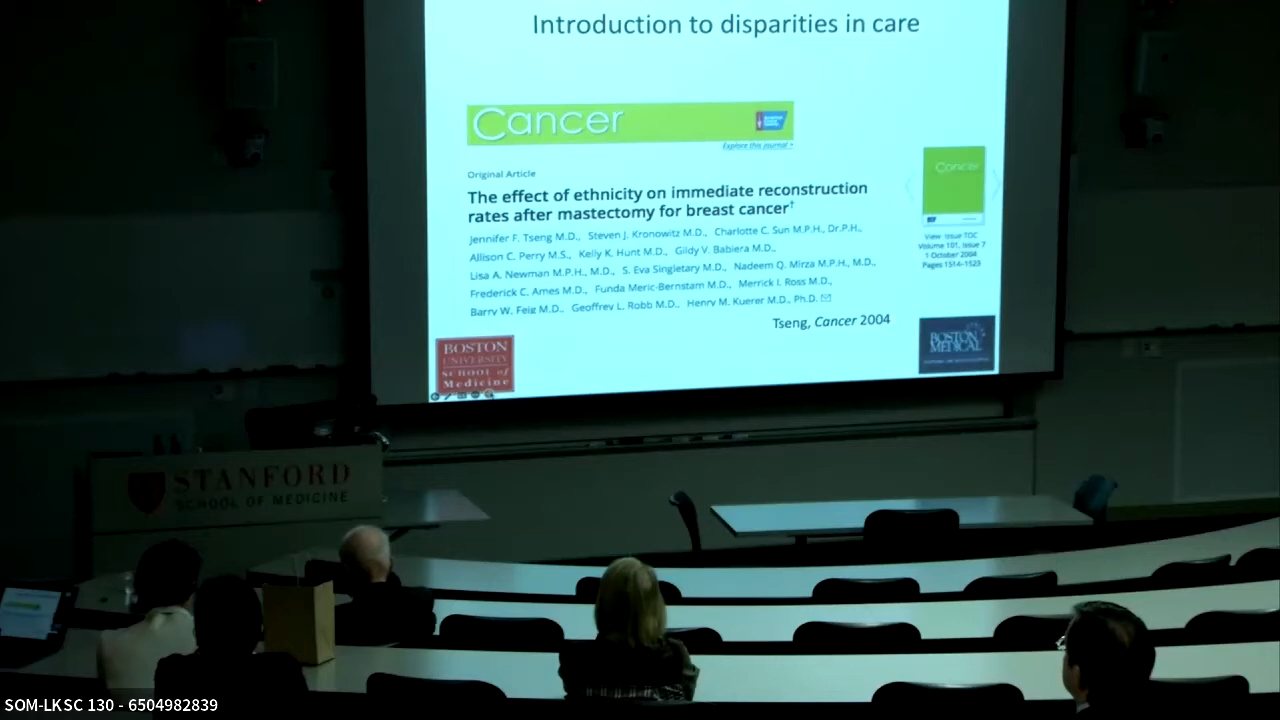 Introduction to disparities in care
Cancer
Explore this journal >
Original Article
The effect of ethnicity on immediate reconstruction
rates after mastectomy for breast cancer†
Jennifer F. Tseng M.D., Steven J. Kronowitz M.D., Charlotte C. Sun M.P.H., Dr.P.H.,
Allison C. Perry M.S., Kelly K. Hunt M.D., Gildy V. Babiera M.D.,
Lisa A. Newman M.P.H., M.D., S. Eva Singletary M.D., Nadeem Q. Mirza M.P.H., M.D.,
Frederick C. Ames M.D., Funda Meric-Bernstam M.D., Merrick I. Ross M.D.,
Barry W. Feig M.D., Geoffrey L. Robb M.D., Henry M. Kuerer M.D., Ph.D.
Cancer
View Issue TOC
Volume 101, Issue 7
1 October 2004
Pages 1514–1523
Tseng, Cancer 2004
BOSTON
UNIVERSITY
SCHOOL of
Medicine
BOSTON
MEDICAL
STANFORD
SCHOOL OF MEDICINE
SOM-LKSC 130 - 6504982839